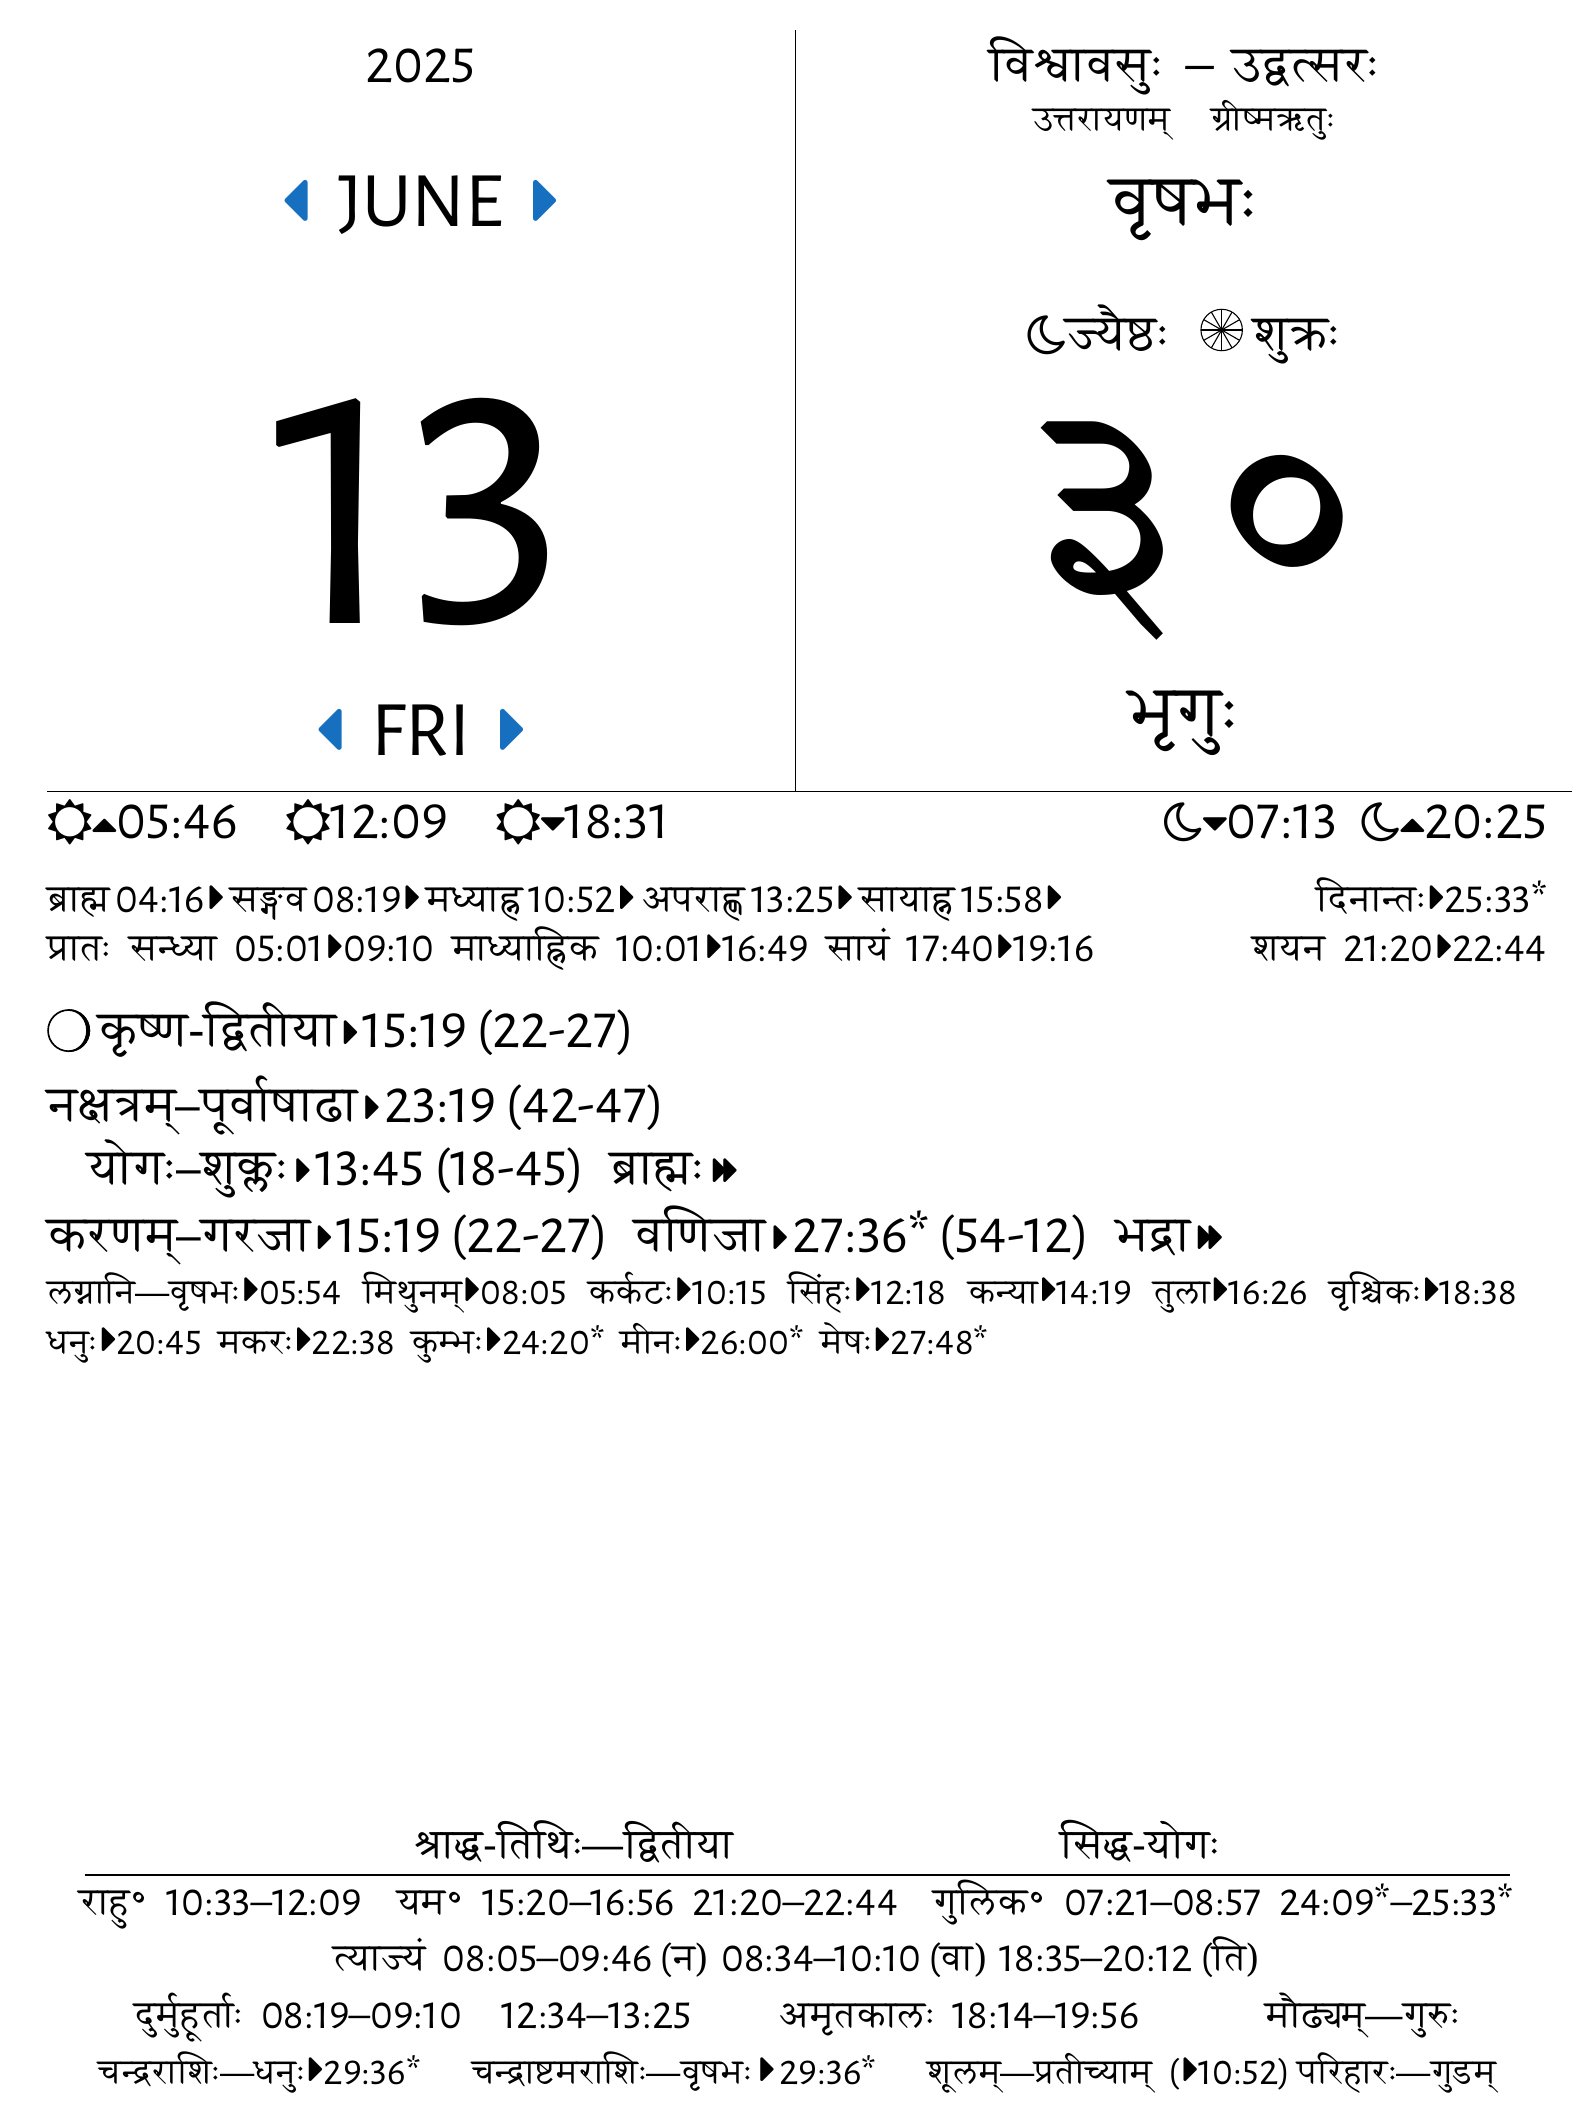 2025
JUNE
13
FRI
विश्वावसुः – उद्वत्सरः
उत्तरायणम् ग्रीष्मऋतुः
वृषभः
ज्यैष्ठः शुक्रः
३०
भृगुः
05:46 12:09 18:31 07:13 20:25
ब्राह्म 04:16 सङ्गव 08:19 मध्याह्न 10:52 अपराह्ण 13:25 सायाह्न 15:58 दिनान्तः 25:33*
प्रातः सन्ध्या 05:01 09:10 माध्याह्निक 10:01 16:49 सायं 17:40 19:16 शयन 21:20 22:44
कृष्ण-द्वितीया 15:19 (22-27)
नक्षत्रम्–पूर्वाषाढा 23:19 (42-47)
योगः–शुक्लः 13:45 (18-45) ब्राह्मः
करणम्–गरजा 15:19 (22-27) वणिजा 27:36* (54-12) भद्रा
लग्नानि—वृषभः 05:54 मिथुनम् 08:05 कर्कटः 10:15 सिंहः 12:18 कन्या 14:19 तुला 16:26 वृश्चिकः 18:38
धनुः 20:45 मकरः 22:38 कुम्भः 24:20* मीनः 26:00* मेषः 27:48*
श्राद्ध-तिथिः—द्वितीया सिद्ध-योगः
राहु॰ 10:33–12:09 यम॰ 15:20–16:56 21:20–22:44 गुलिक॰ 07:21–08:57 24:09*–25:33*
त्याज्यं 08:05–09:46 (न) 08:34–10:10 (वा) 18:35–20:12 (ति)
दुर्मुहूर्ताः 08:19–09:10 12:34–13:25 अमृतकालः 18:14–19:56 मौढ्यम्—गुरुः
चन्द्रराशिः—धनुः 29:36* चन्द्राष्टमराशिः—वृषभः 29:36* शूलम्—प्रतीच्याम् ( 10:52) परिहारः—गुडम्